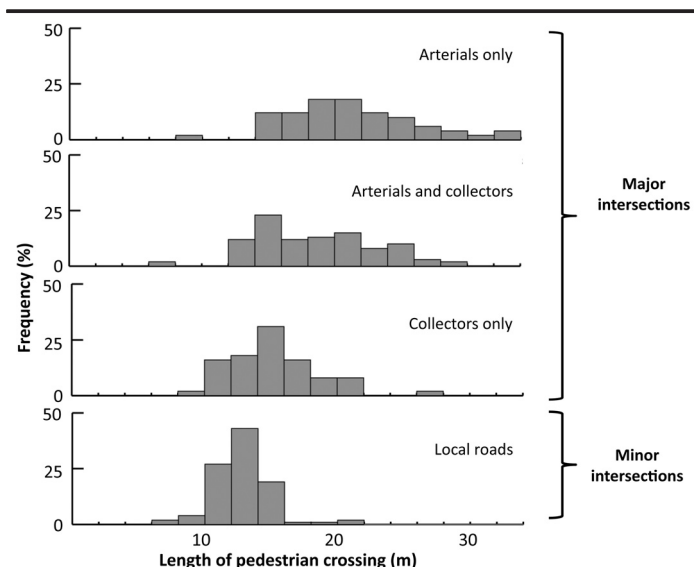 50
Arterials only
25
0
50
Arterials and collectors
25
0
Major
intersections
50
Collectors only
25
0
50
Local roads
25
0
Minor
intersections
Frequency (%)
10 20 30
Length of pedestrian crossing (m)